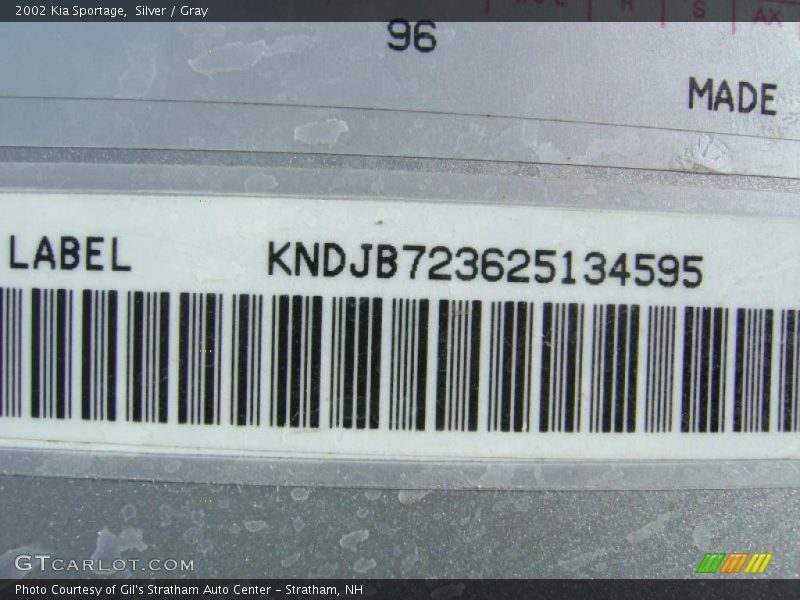 2002 Kia Sportage, Silver / Gray
R S
AX
96
MADE
LABEL KNDJB723625134595
GTCARLOT.COM
Photo Courtesy of Gil's Stratham Auto Center - Stratham, NH